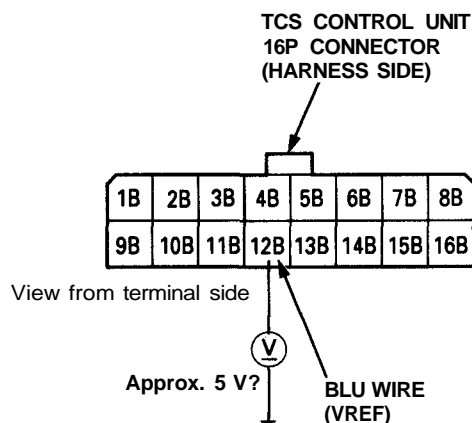 TCS CONTROL UNIT
16P CONNECTOR
(HARNESS SIDE)
1B 2B 3B 4B 5B 6B 7B 8B
9B 10B 11B 12B 13B 14B 15B 16B
View from terminal side
V
Approx. 5 V?
BLU WIRE
(VREF)